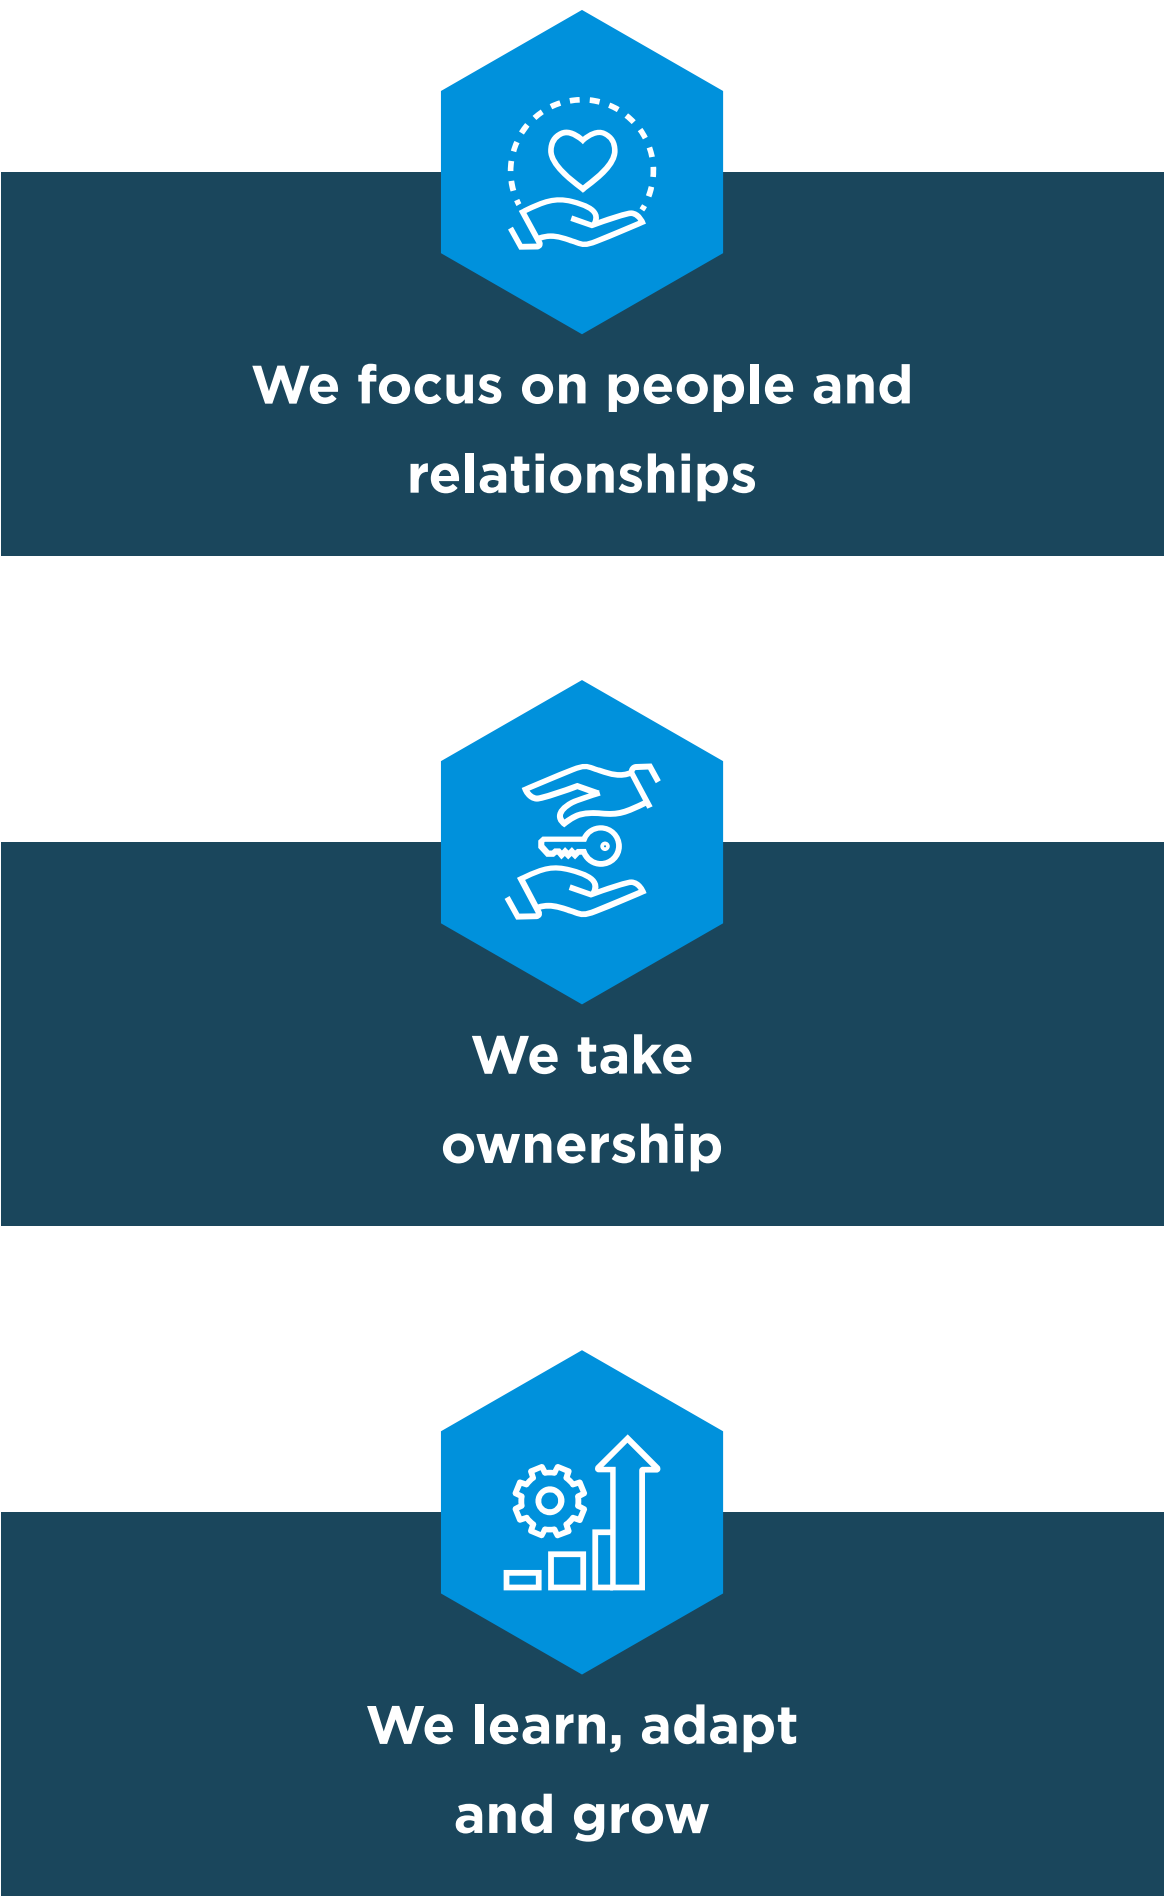 We focus on people and
relationships
We take
ownership
We learn, adapt
and grow